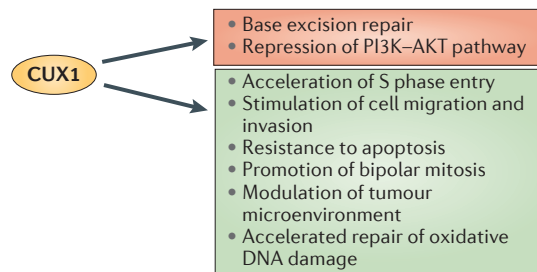 CUX1
• Base excision repair
• Repression of PI3K–AKT pathway
• Acceleration of S phase entry
• Stimulation of cell migration and
invasion
• Resistance to apoptosis
• Promotion of bipolar mitosis
• Modulation of tumour
microenvironment
• Accelerated repair of oxidative
DNA damage